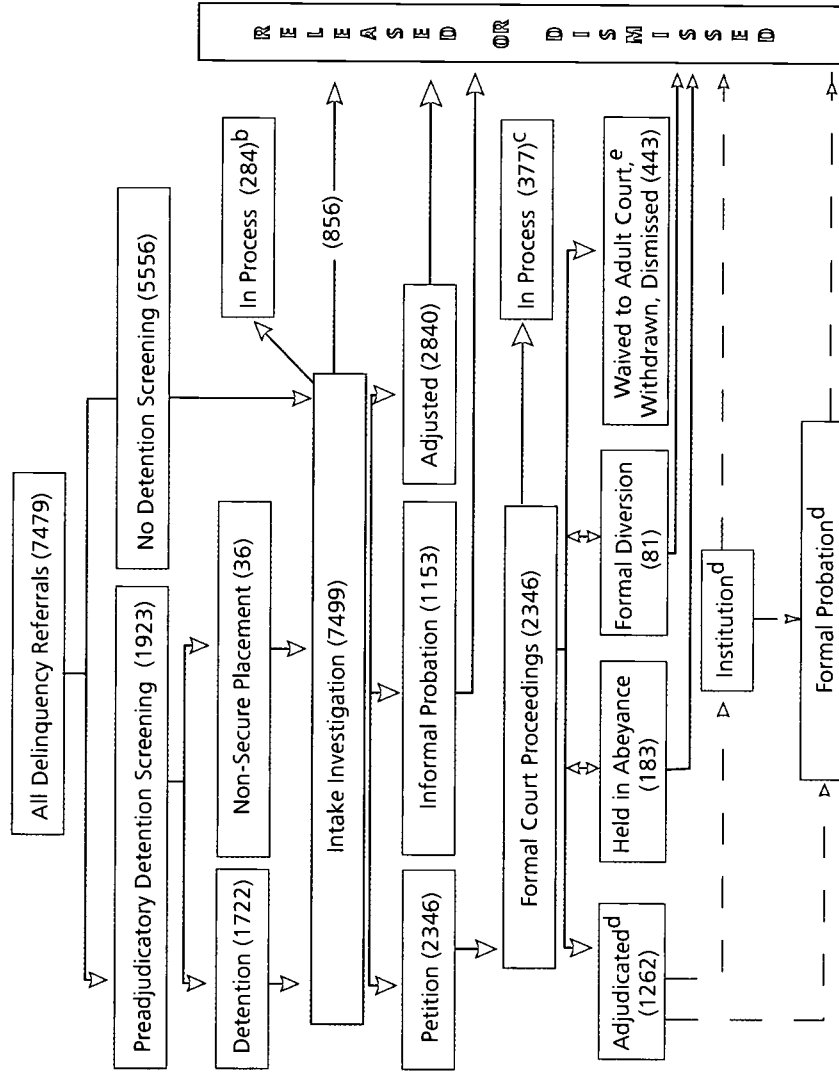 All Delinquency Referrals (7479)
Preadjudicatory Detention Screening (1923)
No Detention Screening (5556)
Detention (1722)
Non-Secure Placement (36)
In Process (284)b
Intake Investigation (7499)
(856)
Petition (2346)
Informal Probation (1153)
Adjusted (2840)
Formal Court Proceedings (2346)
In Process (377)c
Adjudicatedd
(1262)
Held in Abeyance
(183)
Formal Diversion
(81)
Waived to Adult Court,e
Withdrawn, Dismissed (443)
Institutiond
Formal Probationd
RELEASED OR DISMISSED